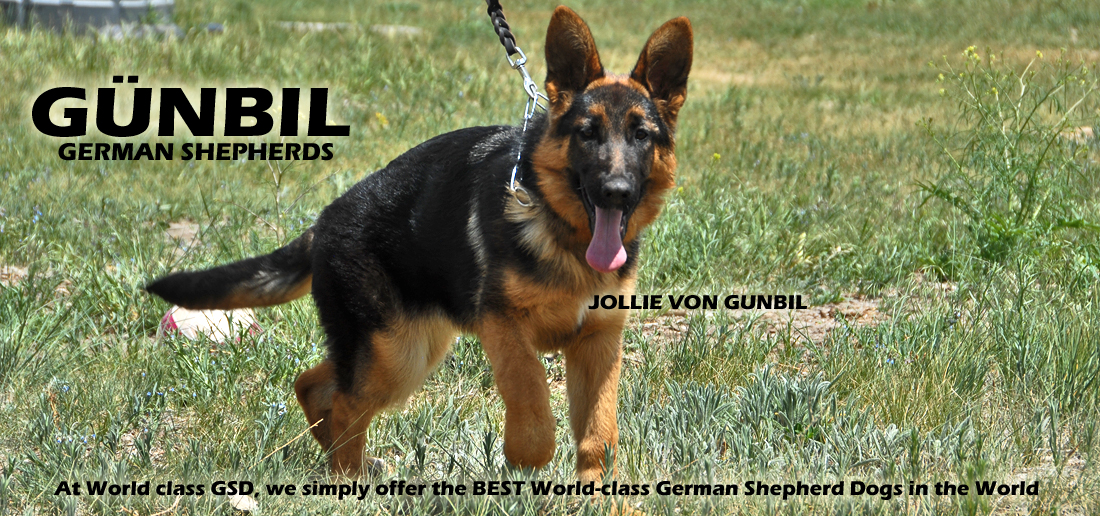 GÜNBIL
GERMAN SHEPHERDS
JOLLIE VON GUNBIL
At World class GSD, we simply offer the BEST World-class German Shepherd Dogs in the World